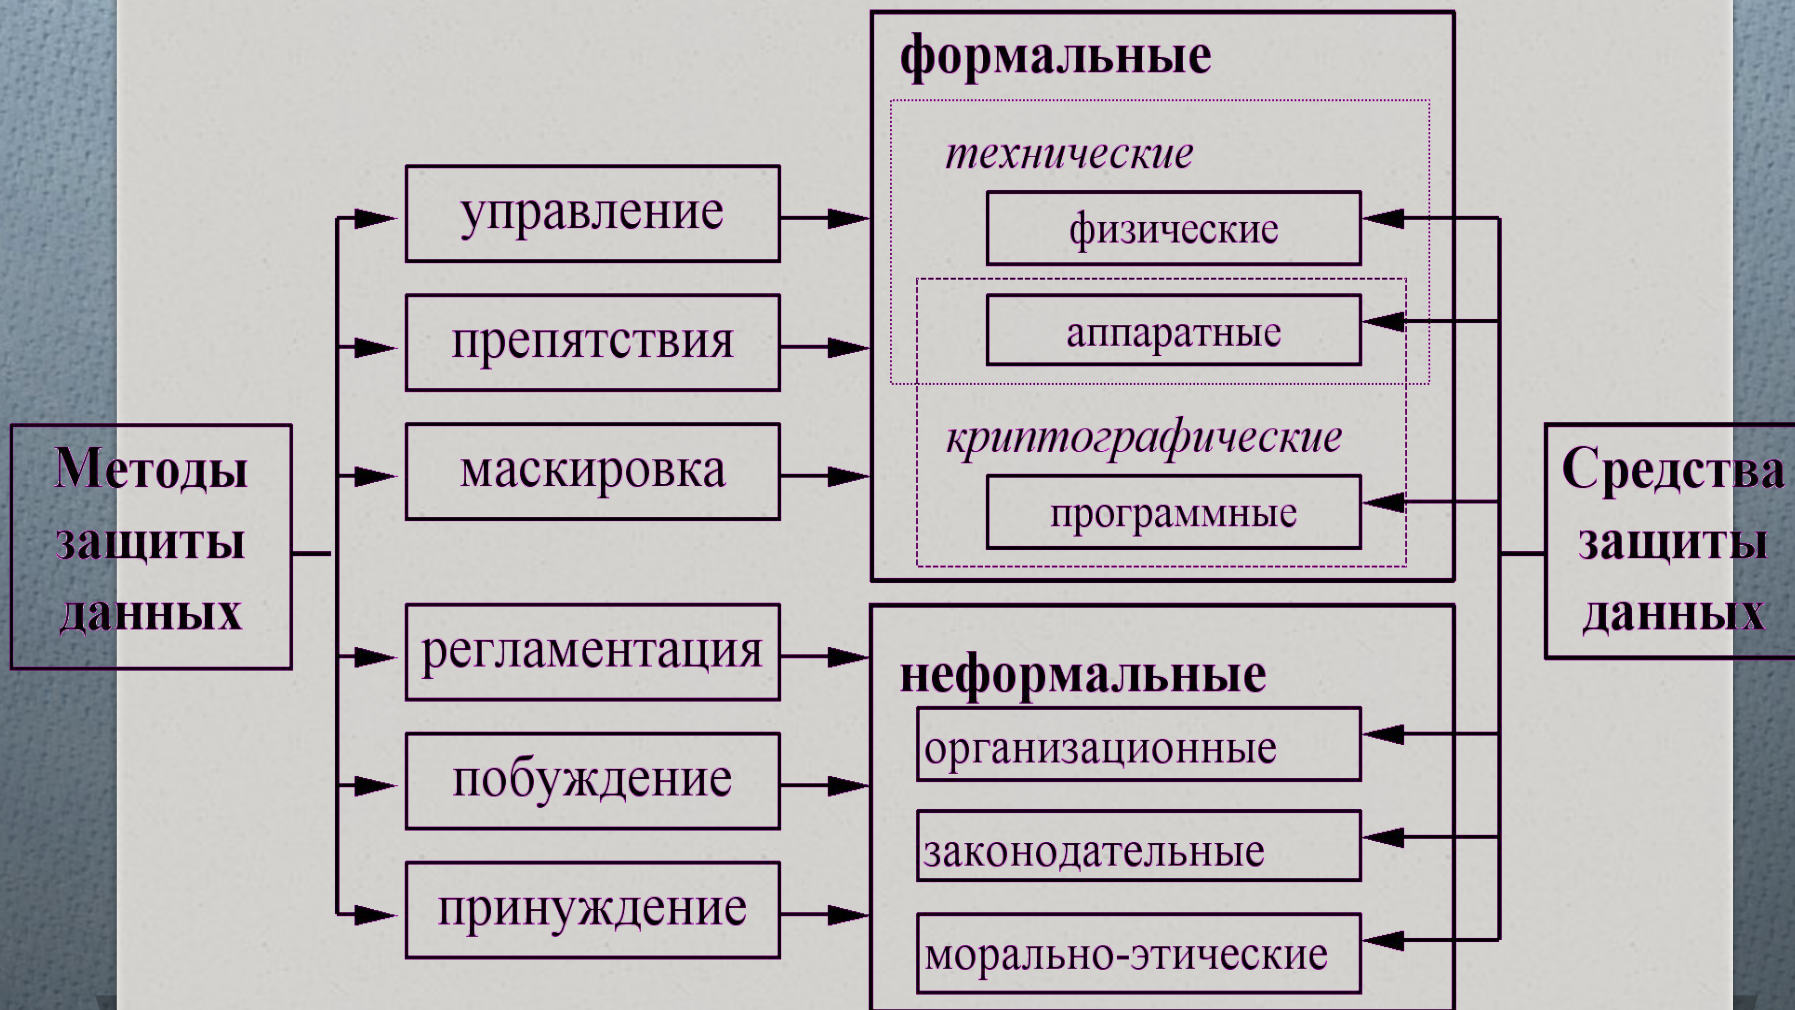 Методы
защиты
данных
управление
препятствия
маскировка
регламентация
побуждение
принуждение
формальные
технические
физические
аппаратные
криптографические
программные
неформальные
организационные
законодательные
морально-этические
Средства
защиты
данных